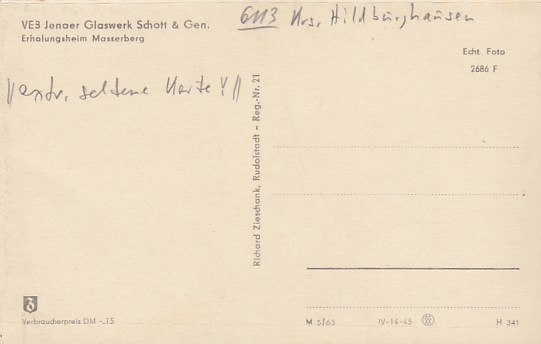 VEB Jenaer Glaswerk Schott & Gen.
Erholungsheim Masserberg
6113 Krs. Hildburghausen
Echt Foto
2686 F
extr. seltene Karte !!
Richard Zieschank, Rudolstadt – Reg.-Nr. 21
Verbraucherpreis DM -.15
M 5/63
IV-14-45
H 341